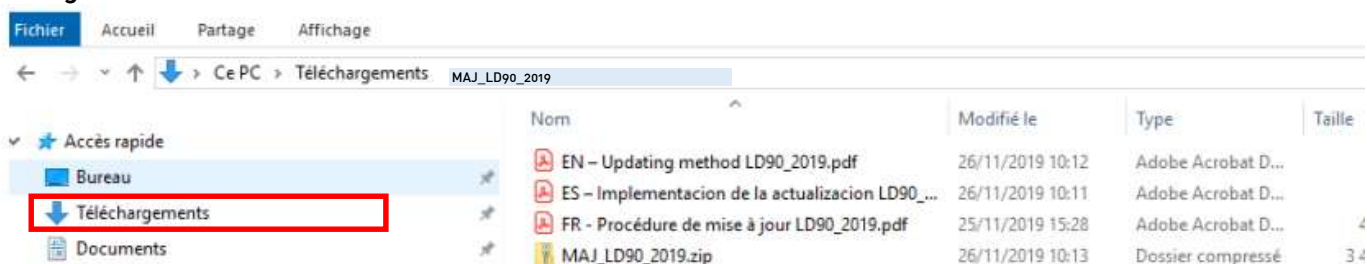 Fichier Accueil Partage Affichage
Ce PC > Téléchargements MAJ_LD90_2019
Nom Modifié le Type Taille
Accès rapide
EN – Updating method LD90_2019.pdf 26/11/2019 10:12 Adobe Acrobat D...
Bureau
ES – Implementacion de la actualizacion LD90_... 26/11/2019 10:11 Adobe Acrobat D...
Téléchargements
FR - Procédure de mise à jour LD90_2019.pdf 25/11/2019 15:28 Adobe Acrobat D... 4
Documents
MAJ_LD90_2019.zip 26/11/2019 10:13 Dossier compressé 3 4